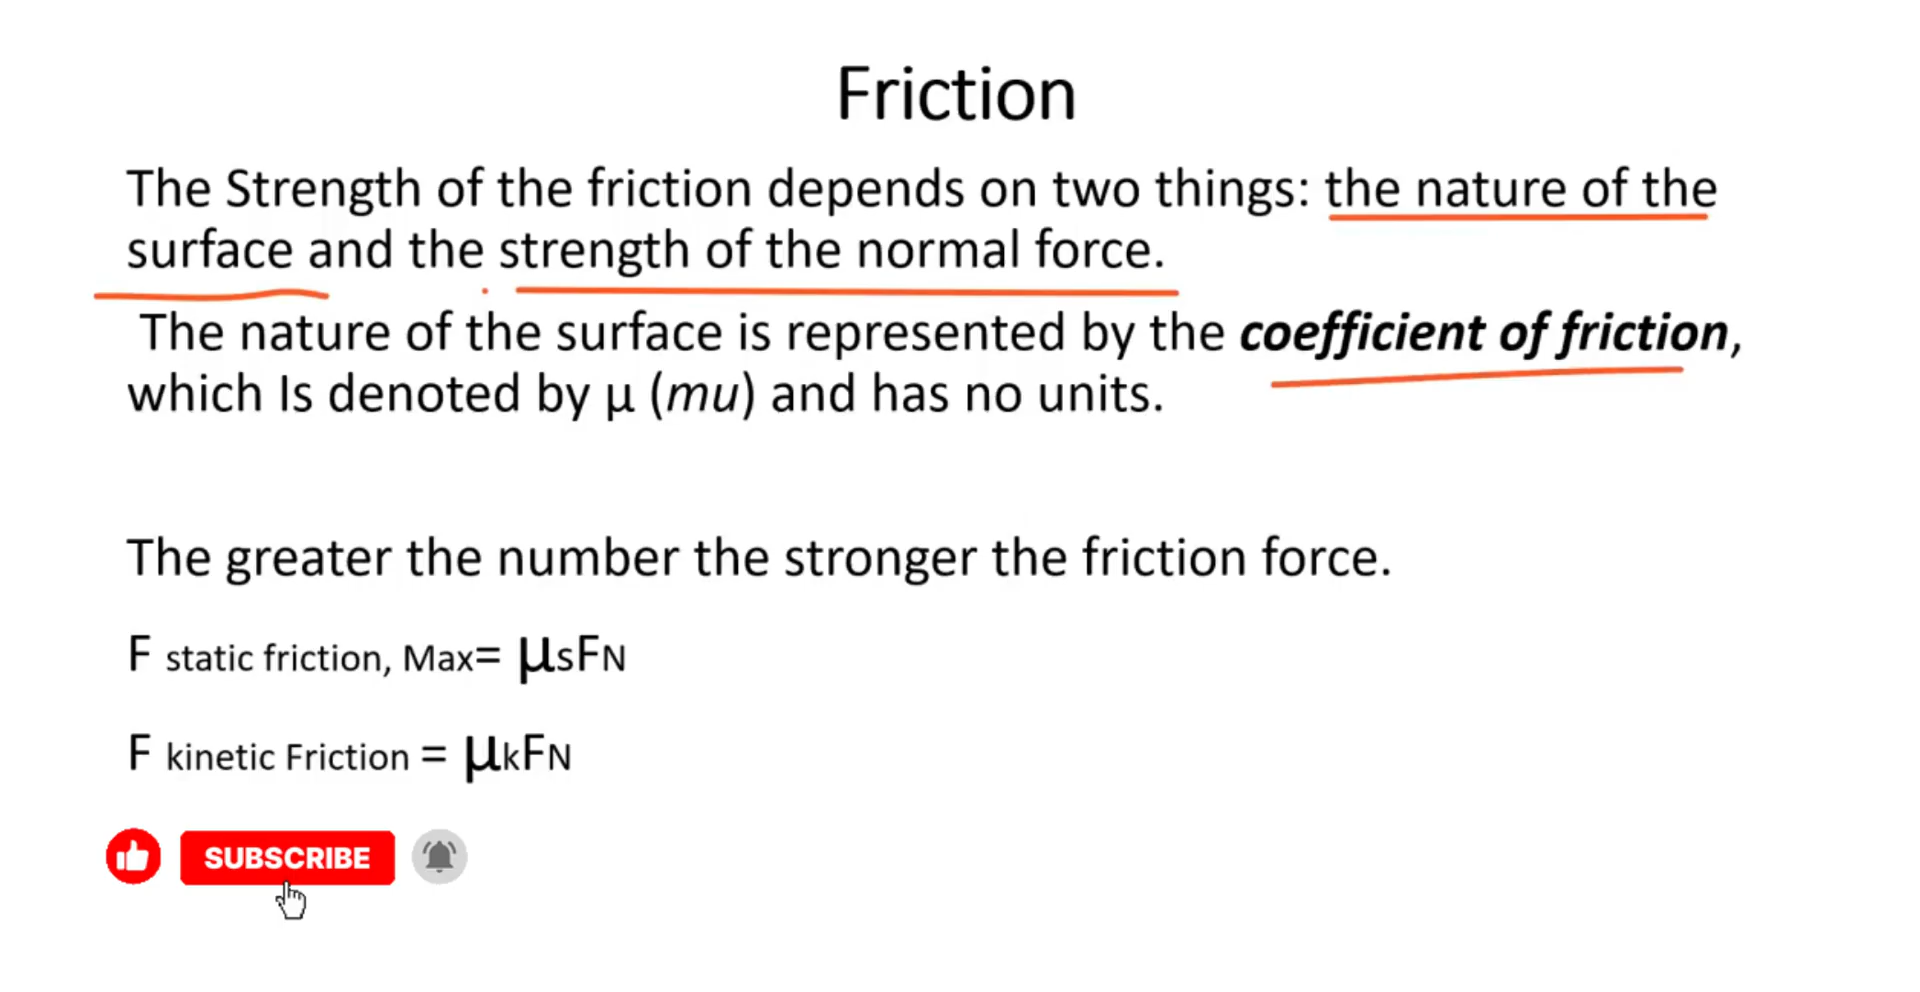 Friction
The Strength of the friction depends on two things: the nature of the
surface and the strength of the normal force.
The nature of the surface is represented by the coefficient of friction,
which Is denoted by μ (mu) and has no units.
The greater the number the stronger the friction force.
F static friction, Max= μsFN
F kinetic Friction = μkFN
SUBSCRIBE